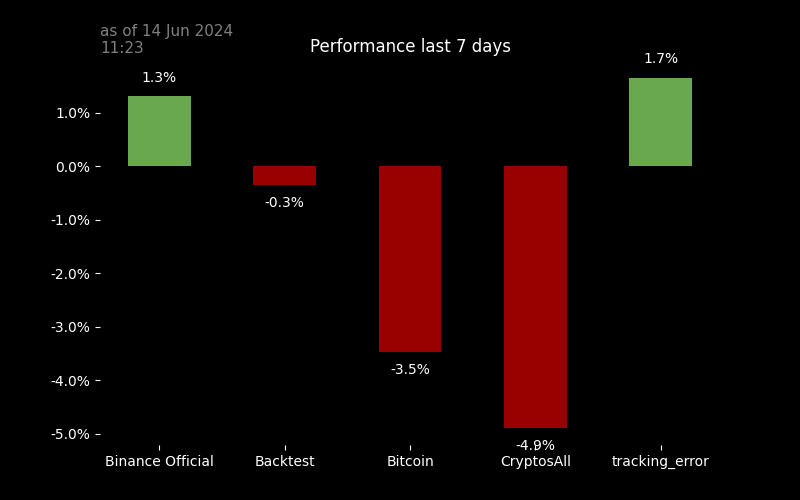 as of 14 Jun 2024
11:23
Performance last 7 days
1.7%
1.3%
1.0%
0.0%
-0.3%
-1.0%
-2.0%
-3.0%
-3.5%
-4.0%
-5.0%
-4.9%
Binance Official
Backtest
Bitcoin
CryptosAll
tracking_error